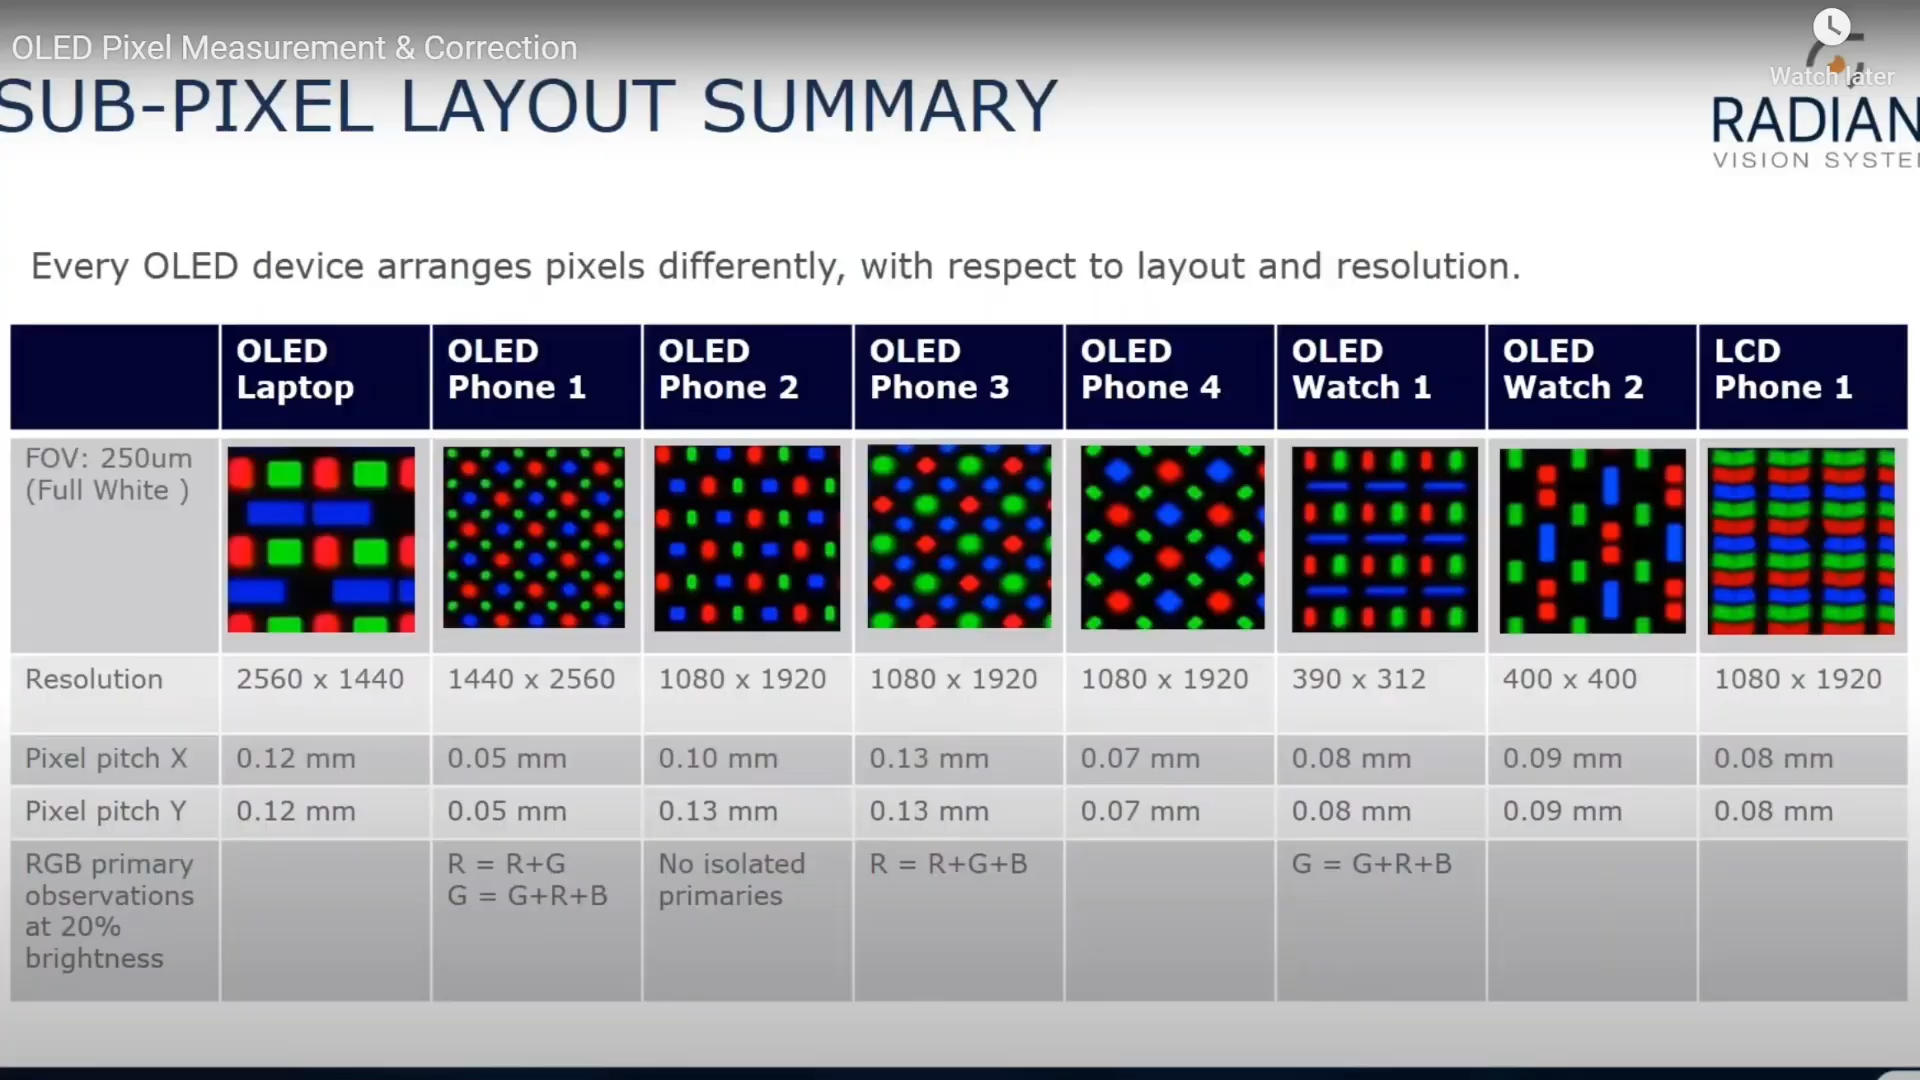 OLED Pixel Measurement & Correction
Watch later
SUB-PIXEL LAYOUT SUMMARY
RADIAN
VISION SYSTE
Every OLED device arranges pixels differently, with respect to layout and resolution.
OLED Laptop
OLED Phone 1
OLED Phone 2
OLED Phone 3
OLED Phone 4
OLED Watch 1
OLED Watch 2
LCD Phone 1
FOV: 250um
(Full White )
Resolution 2560 x 1440 1440 x 2560 1080 x 1920 1080 x 1920 1080 x 1920 390 x 312 400 x 400 1080 x 1920
Pixel pitch X 0.12 mm 0.05 mm 0.10 mm 0.13 mm 0.07 mm 0.08 mm 0.09 mm 0.08 mm
Pixel pitch Y 0.12 mm 0.05 mm 0.13 mm 0.13 mm 0.07 mm 0.08 mm 0.09 mm 0.08 mm
RGB primary
observations
at 20%
brightness
R = R+G
G = G+R+B
No isolated
primaries
R = R+G+B
G = G+R+B